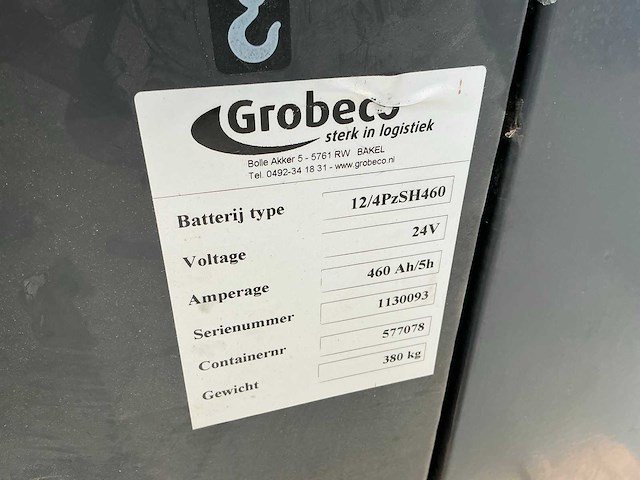 Grobeco
sterk in logistiek
Bolle Akker 5 - 5761 RW BAKEL
Tel. 0492-34 18 31 - www.grobeco.nl
Batterij type 12/4PzSH460
Voltage 24V
Amperage 460 Ah/5h
Serienummer 1130093
Containernr 577078
Gewicht 380 kg